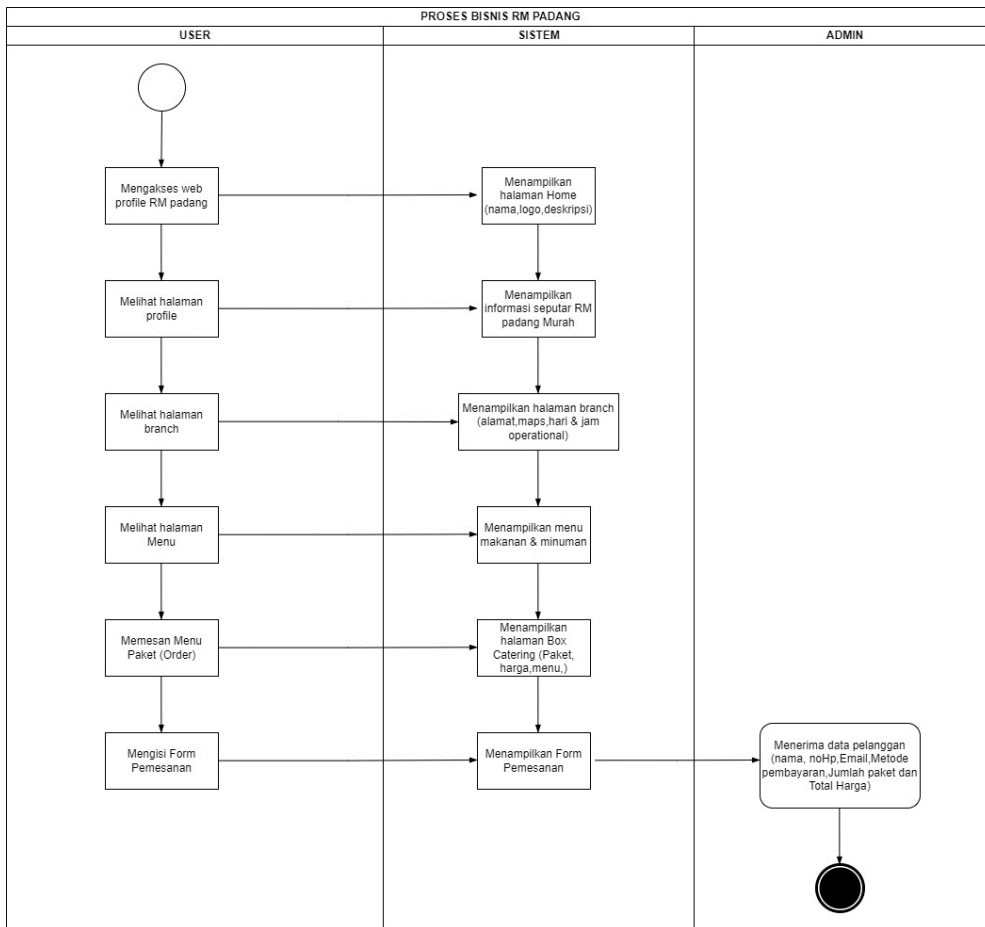 PROSES BISNIS RM PADANG
USER
SISTEM
ADMIN
Mengakses web
profile RM padang
Menampilkan
halaman Home
(nama,logo,deskripsi)
Melihat halaman
profile
Menampilkan
informasi seputar RM
padang Murah
Melihat halaman
branch
Menampilkan halaman branch
(alamat,maps,hari & jam
operational)
Melihat halaman
Menu
Menampilkan menu
makanan & minuman
Memesan Menu
Paket (Order)
Menampilkan
halaman Box
Catering (Paket,
harga,menu,)
Mengisi Form
Pemesanan
Menampilkan Form
Pemesanan
Menerima data pelanggan
(nama, noHp,Email,Metode
pembayaran,Jumlah paket dan
Total Harga)